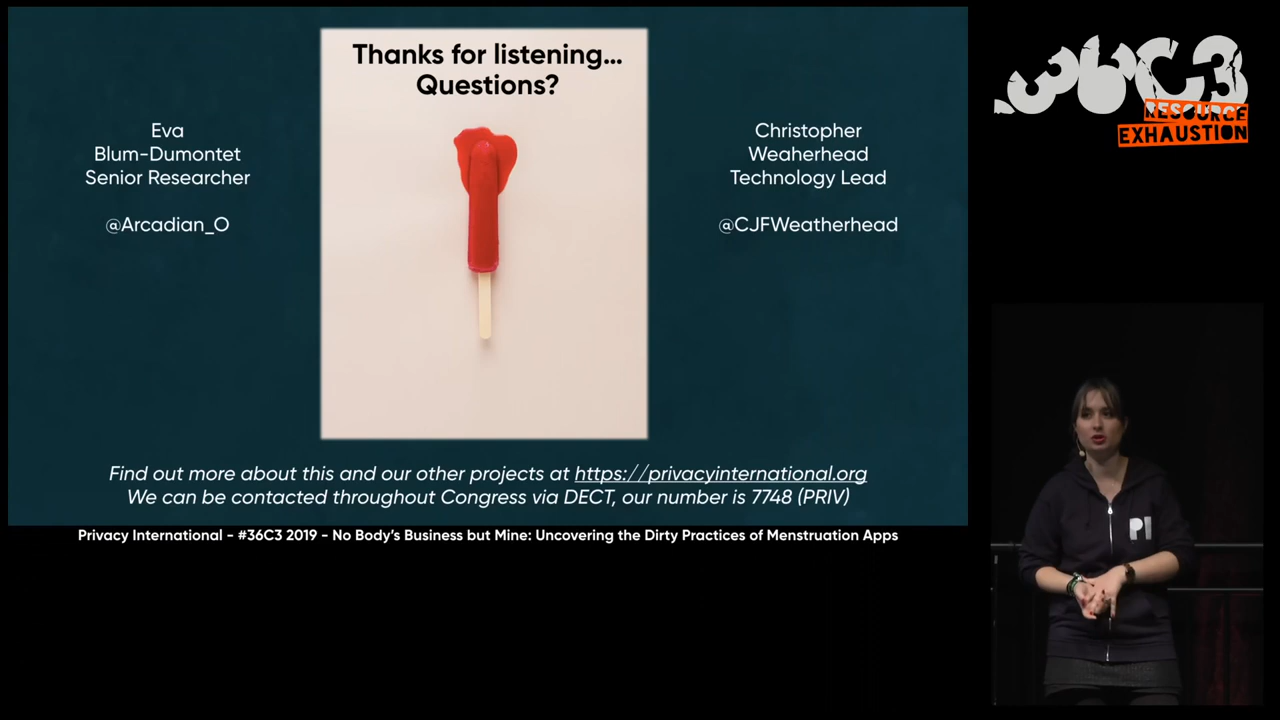 Thanks for listening...
Questions?
Eva
Blum-Dumontet
Senior Researcher
@Arcadian_O
Christopher
Weaherhead
Technology Lead
@CJFWeatherhead
Find out more about this and our other projects at https://privacyinternational.org
We can be contacted throughout Congress via DECT, our number is 7748 (PRIV)
Privacy International - #36C3 2019 - No Body's Business but Mine: Uncovering the Dirty Practices of Menstruation Apps
36C3
RESOURCE
EXHAUSTION
PI